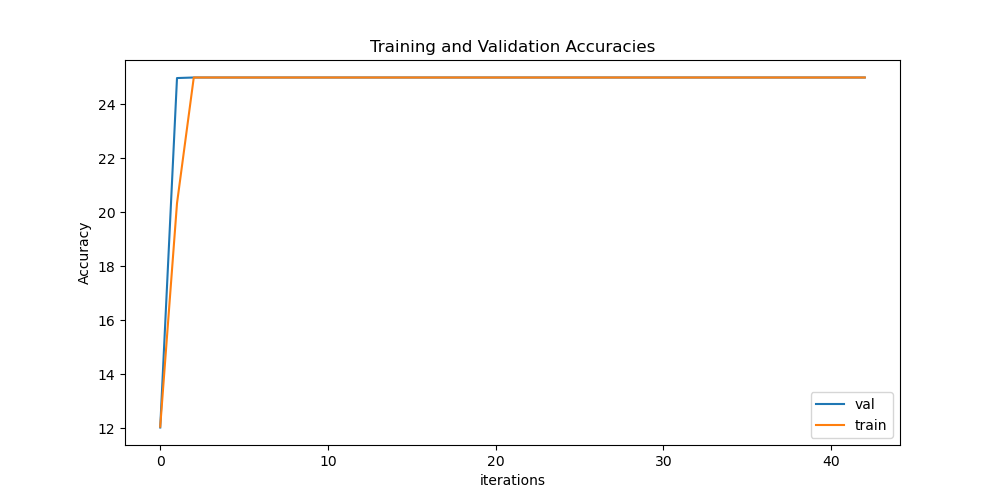 Training and Validation Accuracies
Accuracy
24
22
20
18
16
14
12
0 10 20 30 40
iterations
val
train